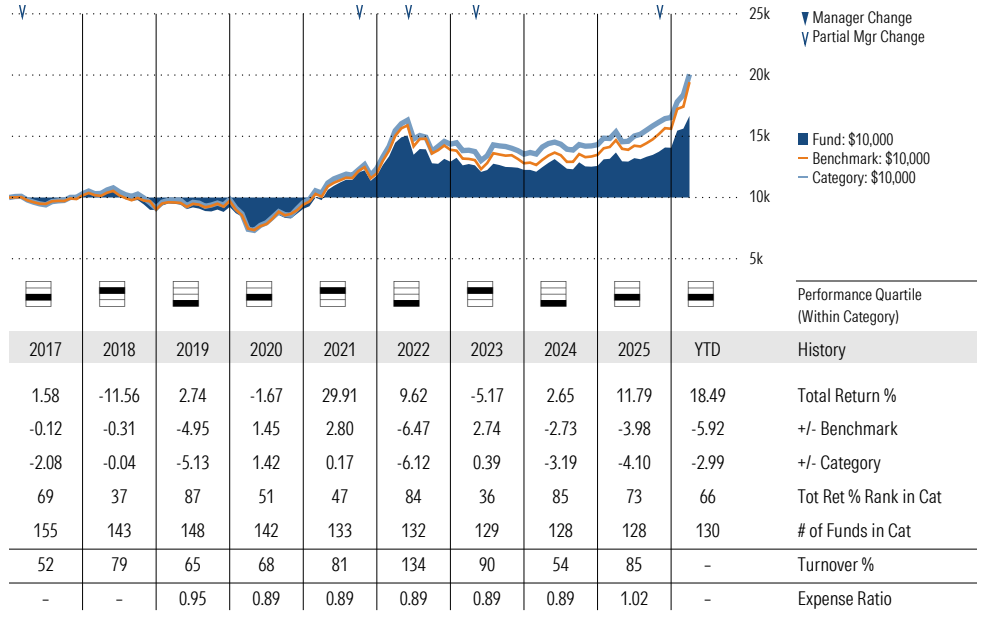 25k
20k
15k
10k
5k
Manager Change
Partial Mgr Change
Fund: $10,000
Benchmark: $10,000
Category: $10,000
Performance Quartile
(Within Category)
2017 2018 2019 2020 2021 2022 2023 2024 2025 YTD History
1.58 -11.56 2.74 -1.67 29.91 9.62 -5.17 2.65 11.79 18.49 Total Return %
-0.12 -0.31 -4.95 1.45 2.80 -6.47 2.74 -2.73 -3.98 -5.92 +/- Benchmark
-2.08 -0.04 -5.13 1.42 0.17 -6.12 0.39 -3.19 -4.10 -2.99 +/- Category
69 37 87 51 47 84 36 85 73 66 Tot Ret % Rank in Cat
155 143 148 142 133 132 129 128 128 130 # of Funds in Cat
52 79 65 68 81 134 90 54 85 – Turnover %
– – 0.95 0.89 0.89 0.89 0.89 0.89 1.02 – Expense Ratio